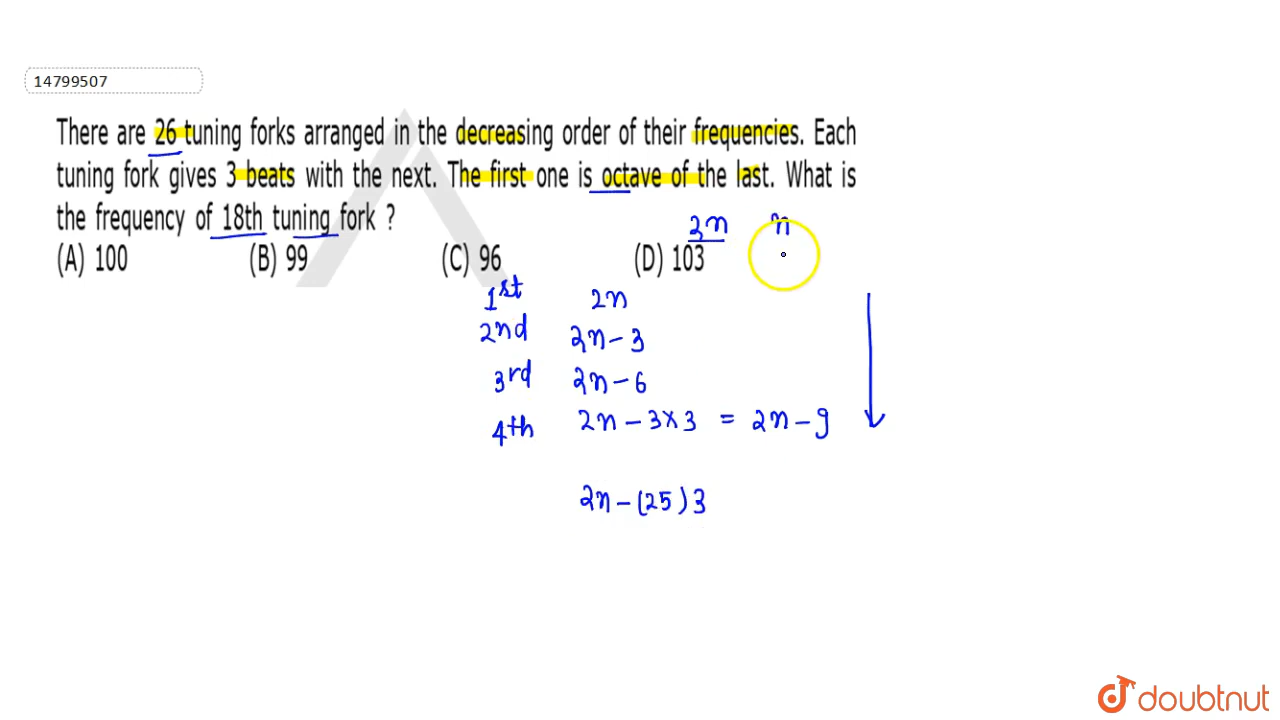 14799507
There are 26 tuning forks arranged in the decreasing order of their frequencies. Each
tuning fork gives 3 beats with the next. The first one is octave of the last. What is
the frequency of 18th tuning fork ?
2n n
(A) 100 (B) 99 (C) 96 (D) 103
1st 2n
2nd 2n - 3
3rd 2n - 6
4th 2n - 3x3 = 2n - 9
2n - (25) 3
doubtnut